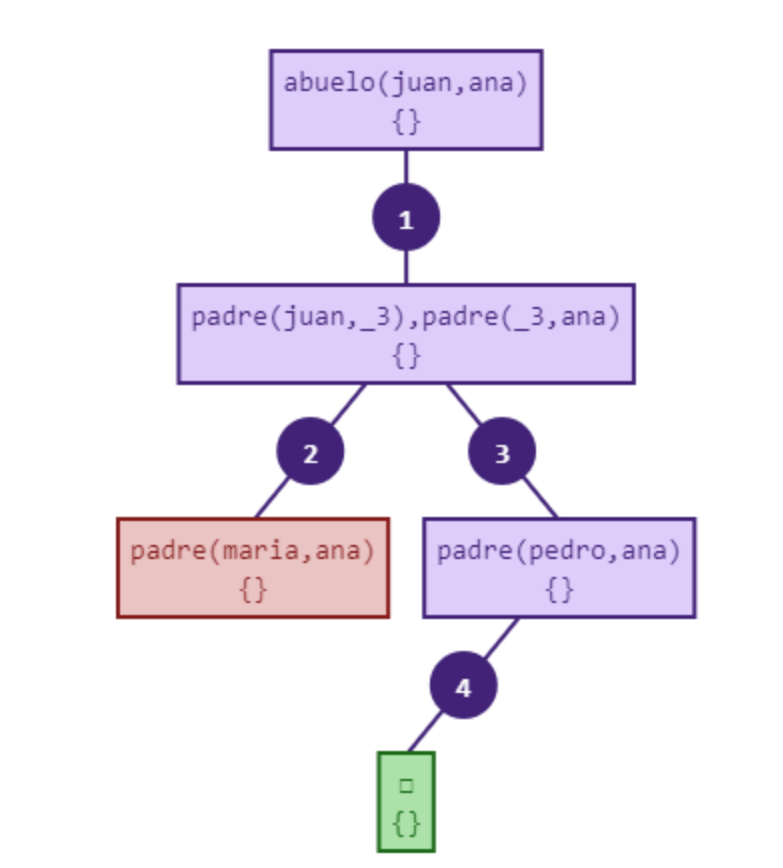 abuelo(juan,ana)
{}
1
padre(juan,_3),padre(_3,ana)
{}
2
3
padre(maria,ana)
{}
padre(pedro,ana)
{}
4
□
{}